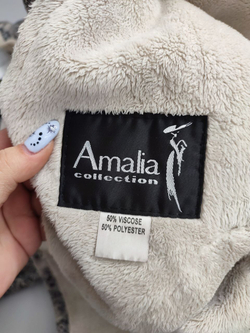 Amalia
collection
50% VISCOSE
50% POLYESTER